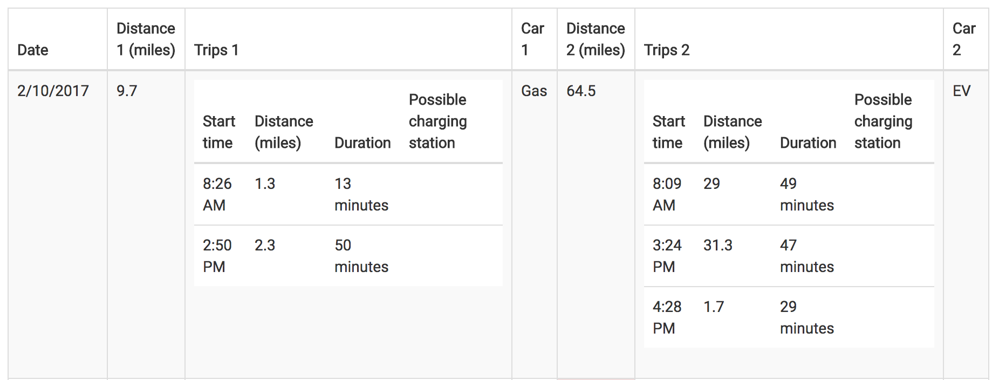 Date
Distance
1 (miles)
Trips 1
Car
1
Distance
2 (miles)
Trips 2
Car
2
2/10/2017
9.7
Start
time
Distance
(miles)
Duration
Possible
charging
station
8:26
AM
1.3
13
minutes
2:50
PM
2.3
50
minutes
Gas
64.5
Start
time
Distance
(miles)
Duration
Possible
charging
station
8:09
AM
29
49
minutes
3:24
PM
31.3
47
minutes
4:28
PM
1.7
29
minutes
EV